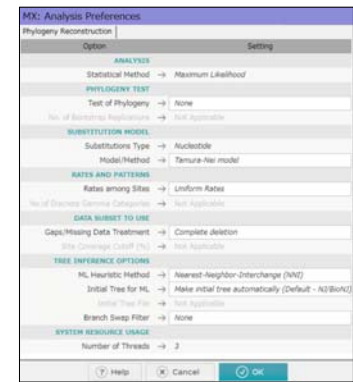 MX: Analysis Preferences
Phylogeny Reconstruction
Option Setting
ANALYSIS
Statistical Method → Maximum Likelihood
PHYLOGENY TEST
Test of Phylogeny → None
No. of Bootstrap Replications → Not Applicable
SUBSTITUTION MODEL
Substitutions Type → Nucleotide
Model/Method → Tamura-Nei model
RATES AND PATTERNS
Rates among Sites → Uniform Rates
No of Discrete Gamma Categories → Not Applicable
DATA SUBSET TO USE
Gaps/Missing Data Treatment → Complete deletion
Site Coverage Cutoff (%) → Not Applicable
TREE INFERENCE OPTIONS
ML Heuristic Method → Nearest-Neighbor-Interchange (NNI)
Initial Tree for ML → Make initial tree automatically (Default - NJ/BioNJ)
Initial Tree File → Not Applicable
Branch Swap Filter → None
SYSTEM RESOURCE USAGE
Number of Threads → 3
? Help Cancel OK